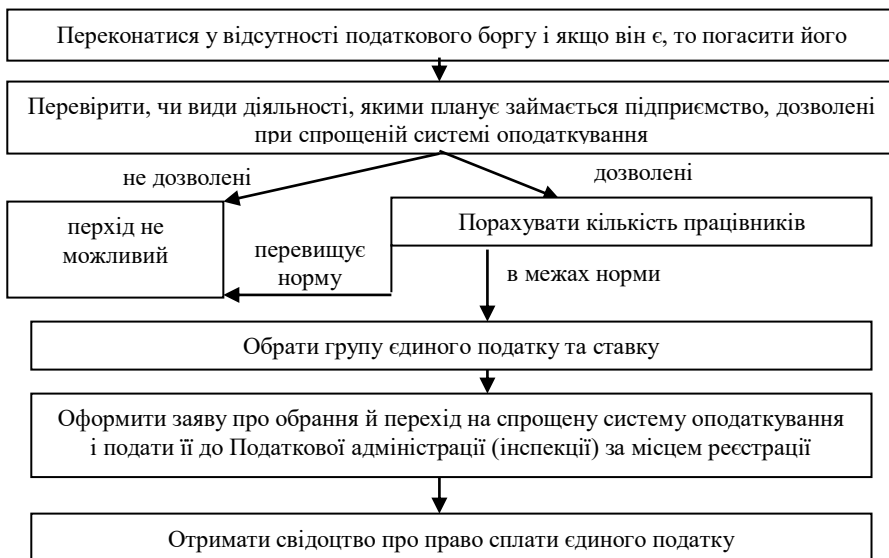 Переконатися у відсутності податкового боргу і якщо він є, то погасити його
Перевірити, чи види діяльності, якими планує займається підприємство, дозволені
при спрощеній системі оподаткування
не дозволені
дозволені
перхід не
можливий
Порахувати кількість працівників
перевищує
норму
в межах норми
Обрати групу єдиного податку та ставку
Оформити заяву про обрання й перехід на спрощену систему оподаткування
і подати її до Податкової адміністрації (інспекції) за місцем реєстрації
Отримати свідоцтво про право сплати єдиного податку